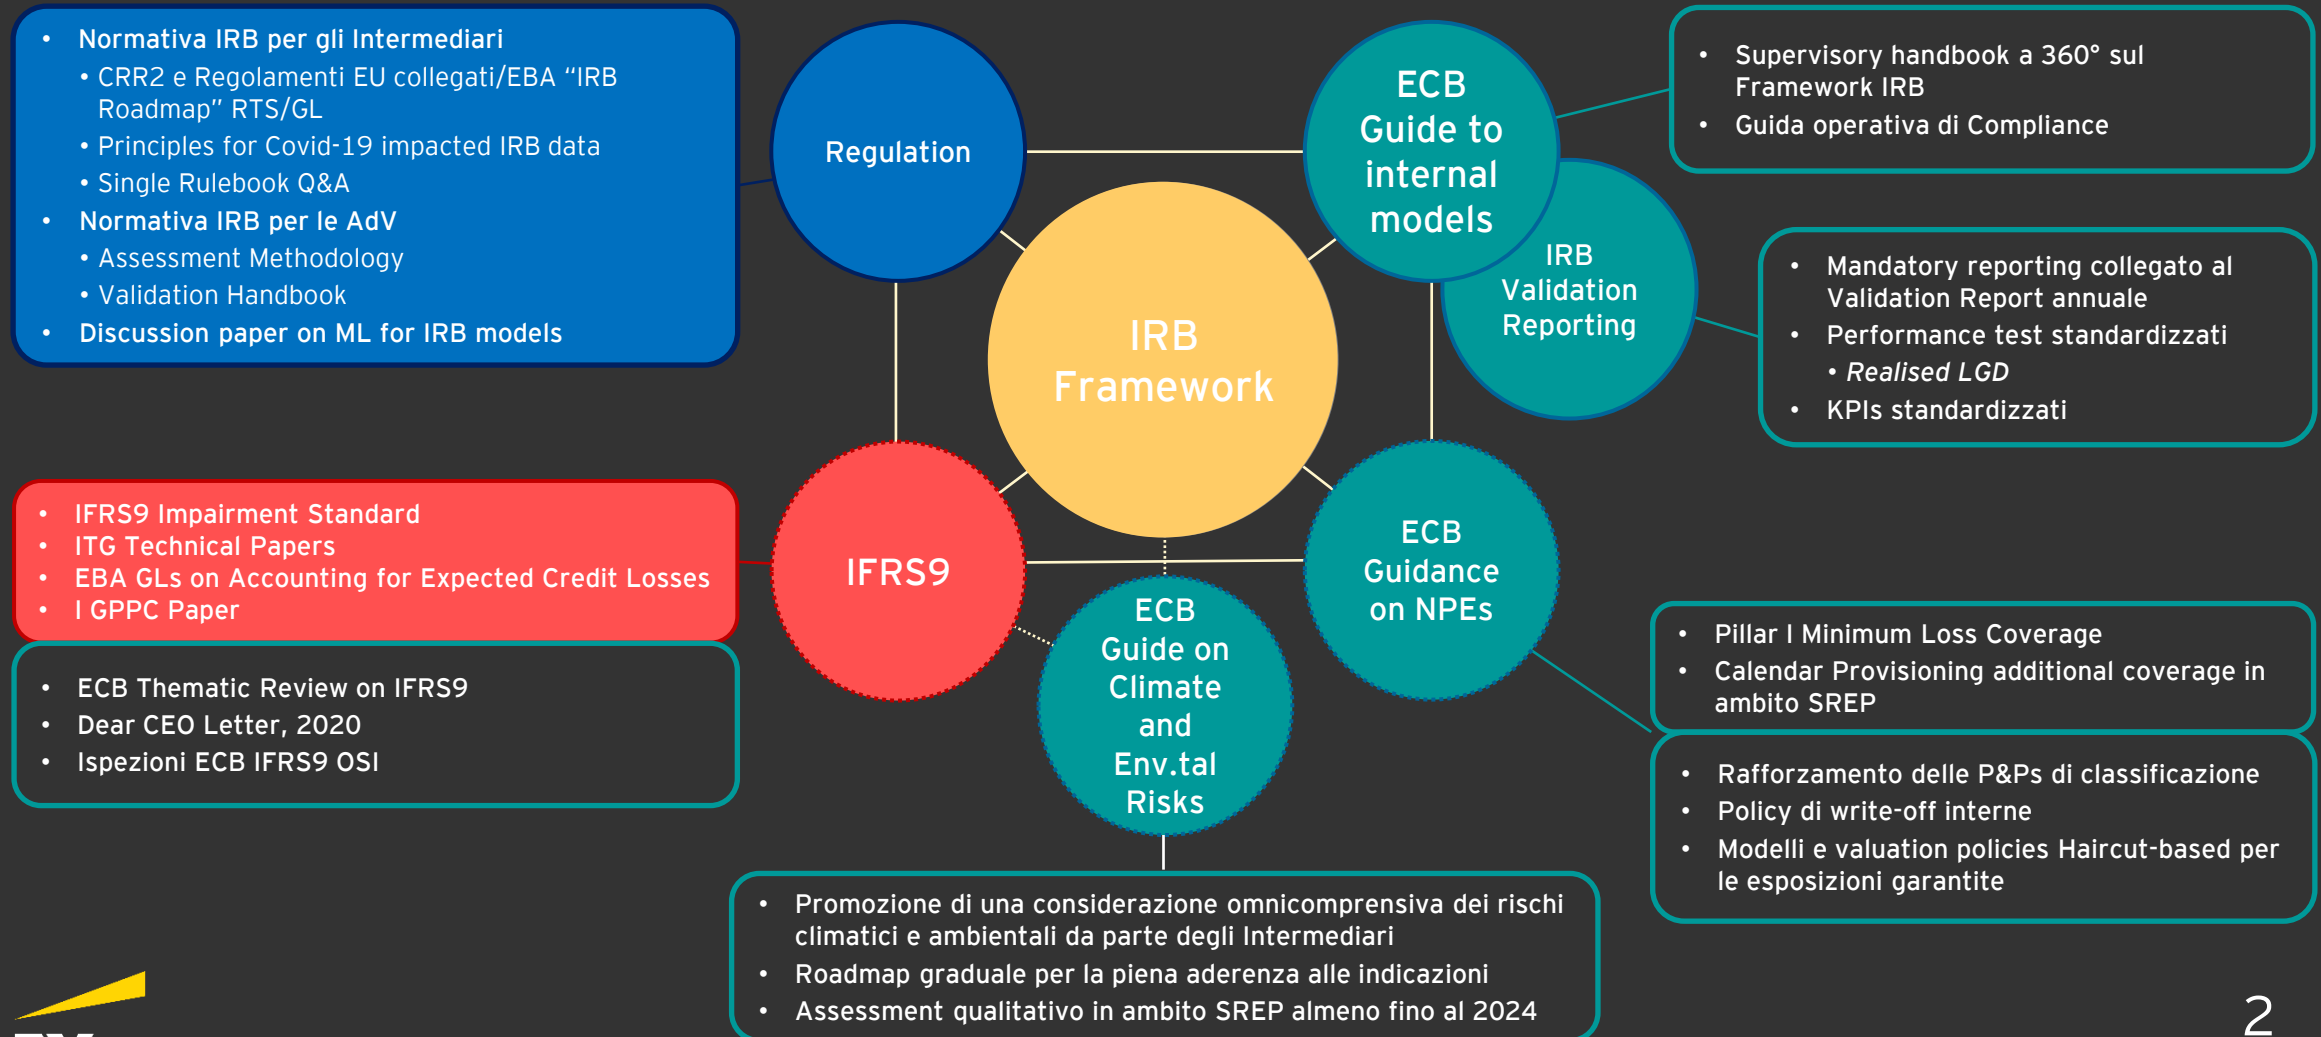 • Normativa IRB per gli Intermediari
• CRR2 e Regolamenti EU collegati/EBA “IRB
Roadmap” RTS/GL
• Principles for Covid-19 impacted IRB data
• Single Rulebook Q&A
• Normativa IRB per le AdV
• Assessment Methodology
• Validation Handbook
• Discussion paper on ML for IRB models
Regulation
ECB
Guide to
internal
models
• Supervisory handbook a 360° sul
Framework IRB
• Guida operativa di Compliance
IRB
Validation
Reporting
• Mandatory reporting collegato al
Validation Report annuale
• Performance test standardizzati
• Realised LGD
• KPIs standardizzati
IRB
Framework
• IFRS9 Impairment Standard
• ITG Technical Papers
• EBA GLs on Accounting for Expected Credit Losses
• I GPPC Paper
• ECB Thematic Review on IFRS9
• Dear CEO Letter, 2020
• Ispezioni ECB IFRS9 OSI
IFRS9
ECB
Guidance
on NPEs
ECB
Guide on
Climate
and
Env.tal
Risks
• Pillar I Minimum Loss Coverage
• Calendar Provisioning additional coverage in
ambito SREP
• Rafforzamento delle P&Ps di classificazione
• Policy di write-off interne
• Modelli e valuation policies Haircut-based per
le esposizioni garantite
• Promozione di una considerazione omnicomprensiva dei rischi
climatici e ambientali da parte degli Intermediari
• Roadmap graduale per la piena aderenza alle indicazioni
• Assessment qualitativo in ambito SREP almeno fino al 2024
2